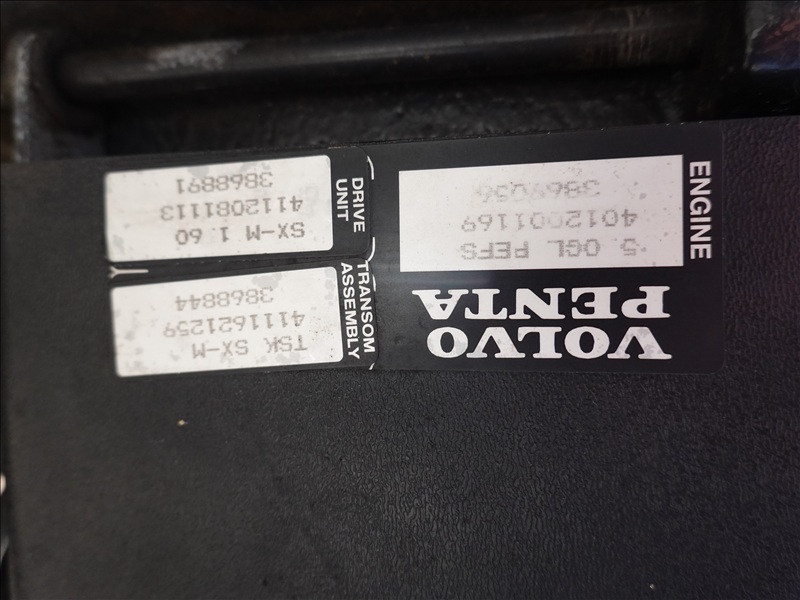 VOLVO
PENTA
ENGINE
5.0GL PEFS
4012001169
3869056
TRANSOM
ASSEMBLY
TSK SX-M
4111621259
3868844
DRIVE
UNIT
SX-M 1.60
4112081113
3868891